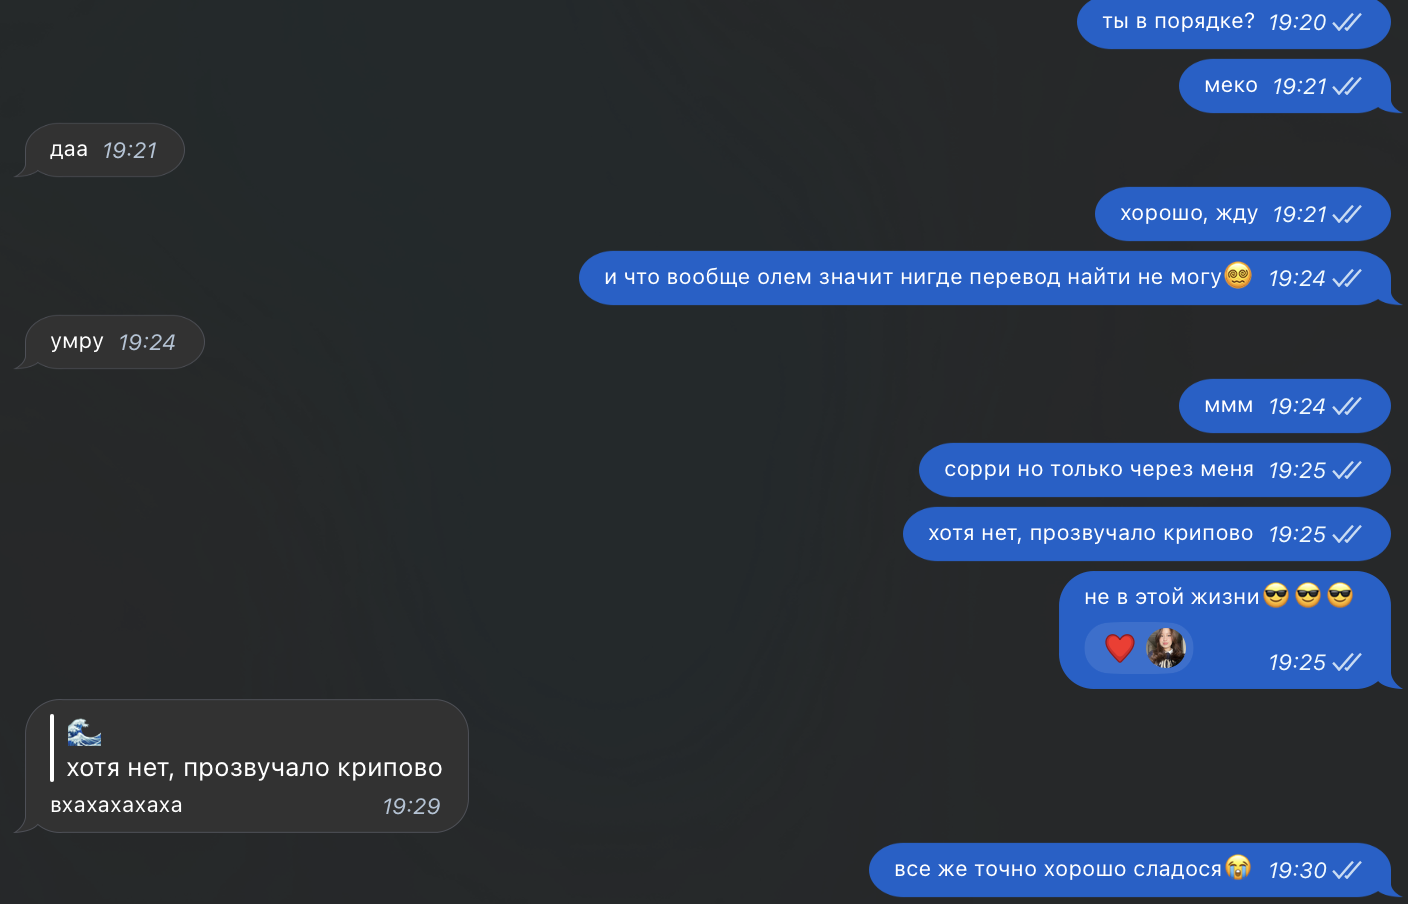 ты в порядке? 19:20
меко 19:21
даа 19:21
хорошо, жду 19:21
и что вообще олем значит нигде перевод найти не могу😵‍💫 19:24
умру 19:24
ммм 19:24
сорри но только через меня 19:25
хотя нет, прозвучало крипово 19:25
не в этой жизни😎😎😎
❤️ 19:25
🌊
хотя нет, прозвучало крипово
вхахахахаха 19:29
все же точно хорошо сладося😭 19:30